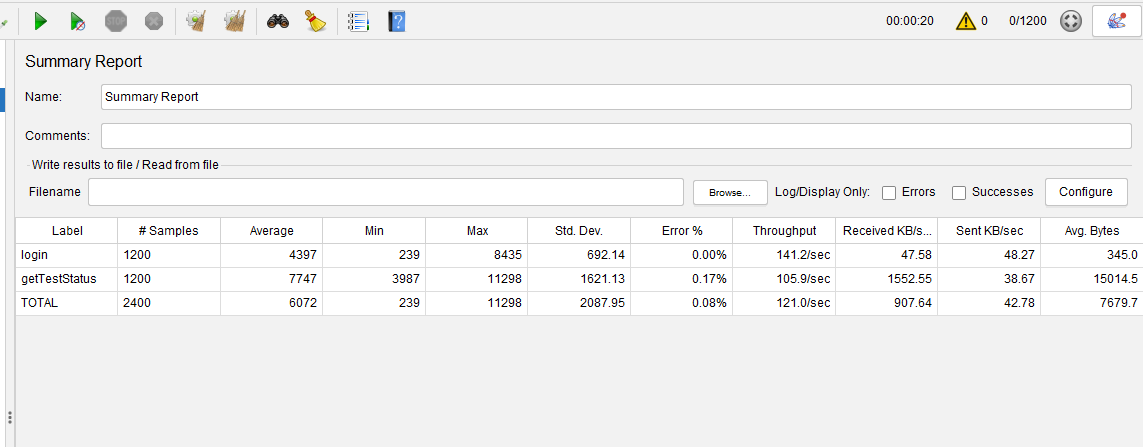 STOP
00:00:20 0 0/1200
Summary Report
Name: Summary Report
Comments:
Write results to file / Read from file
Filename Browse... Log/Display Only: Errors Successes Configure
Label # Samples Average Min Max Std. Dev. Error % Throughput Received KB/s... Sent KB/sec Avg. Bytes
login 1200 4397 239 8435 692.14 0.00% 141.2/sec 47.58 48.27 345.0
getTestStatus 1200 7747 3987 11298 1621.13 0.17% 105.9/sec 1552.55 38.67 15014.5
TOTAL 2400 6072 239 11298 2087.95 0.08% 121.0/sec 907.64 42.78 7679.7